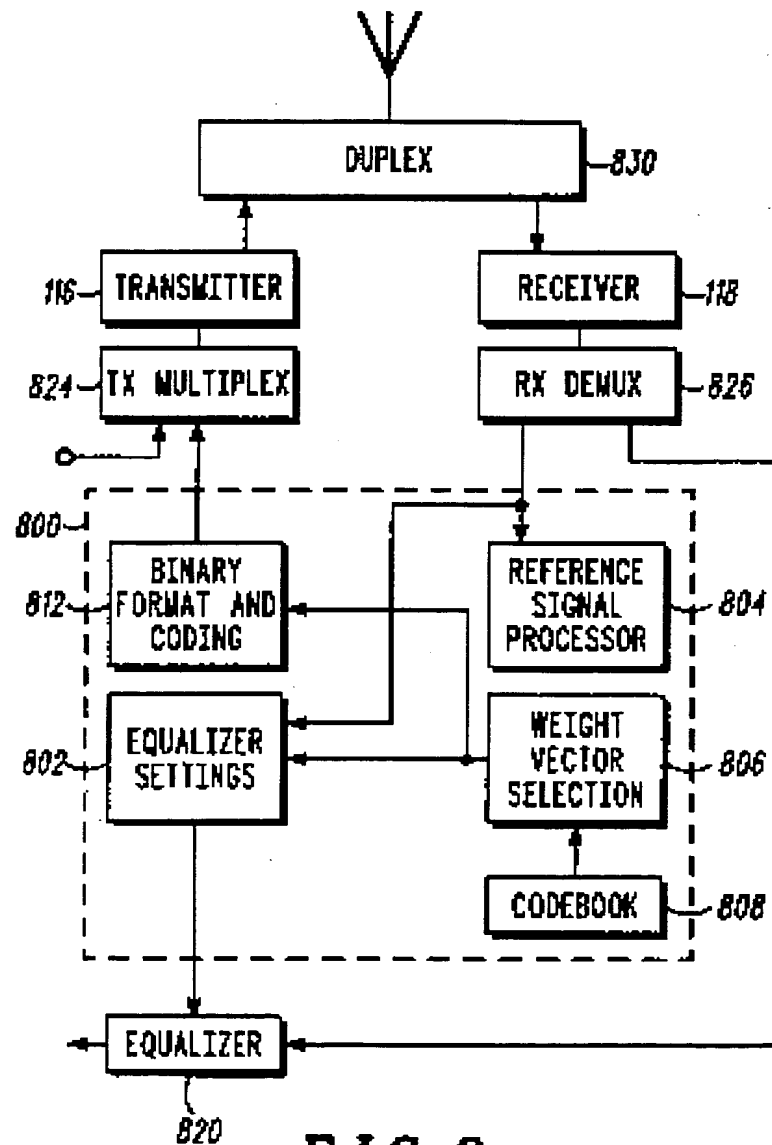 DUPLEX
830
116
TRANSMITTER
RECEIVER
118
824
TX MULTIPLEX
RX DEMUX
826
800
812
BINARY
FORMAT AND
CODING
REFERENCE
SIGNAL
PROCESSOR
804
802
EQUALIZER
SETTINGS
WEIGHT
VECTOR
SELECTION
806
CODEBOOK
808
EQUALIZER
820